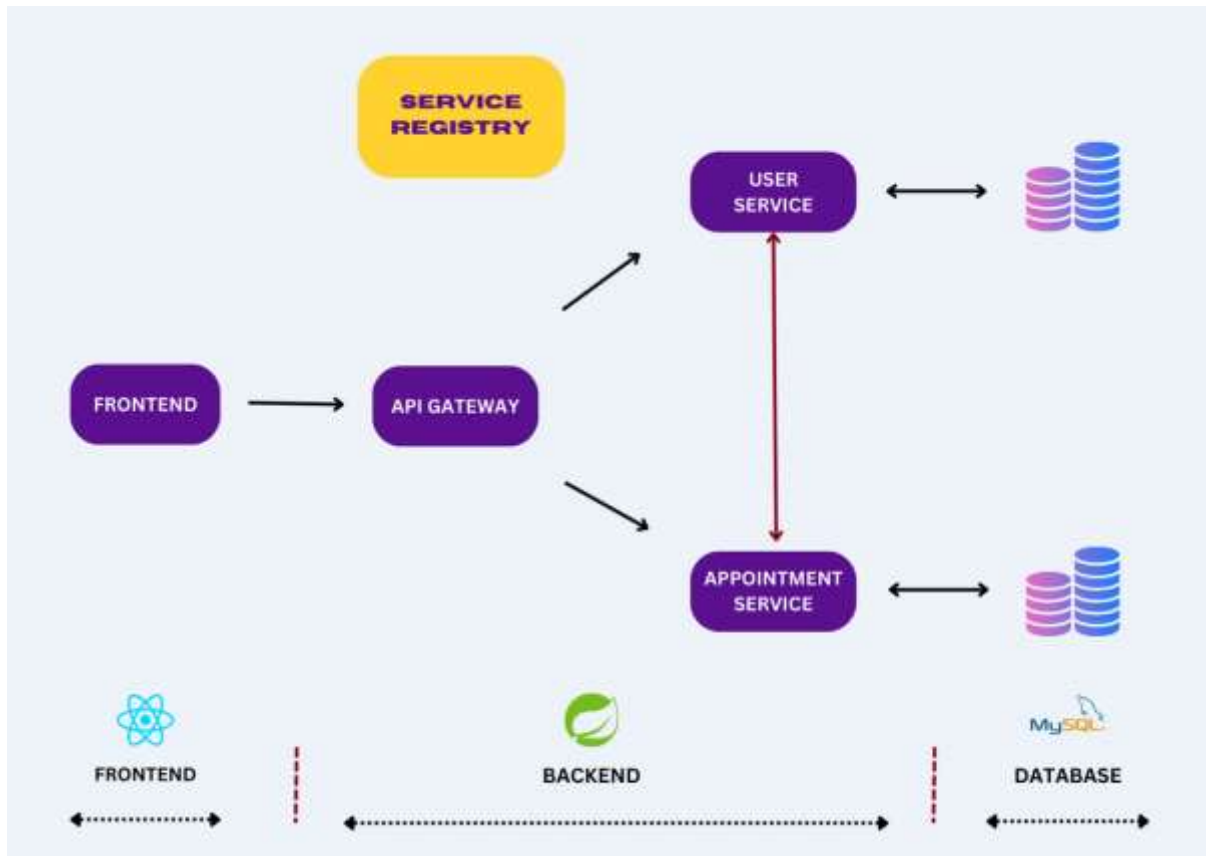 SERVICE
REGISTRY
USER
SERVICE
FRONTEND
API GATEWAY
APPOINTMENT
SERVICE
MySQL
FRONTEND
BACKEND
DATABASE